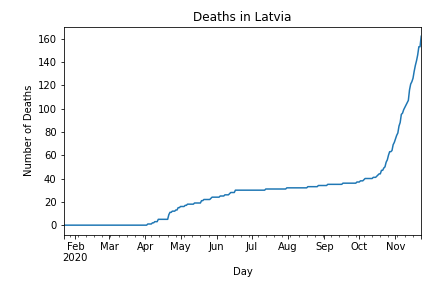 Deaths in Latvia
160
140
120
100
80
60
40
20
0
Number of Deaths
Feb Mar Apr May Jun Jul Aug Sep Oct Nov
2020
Day